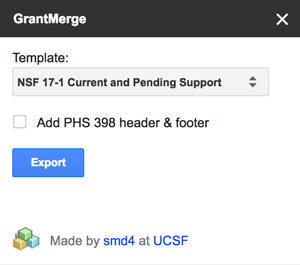 GrantMerge
Template:
NSF 17-1 Current and Pending Support
Add PHS 398 header & footer
Export
Made by smd4 at UCSF